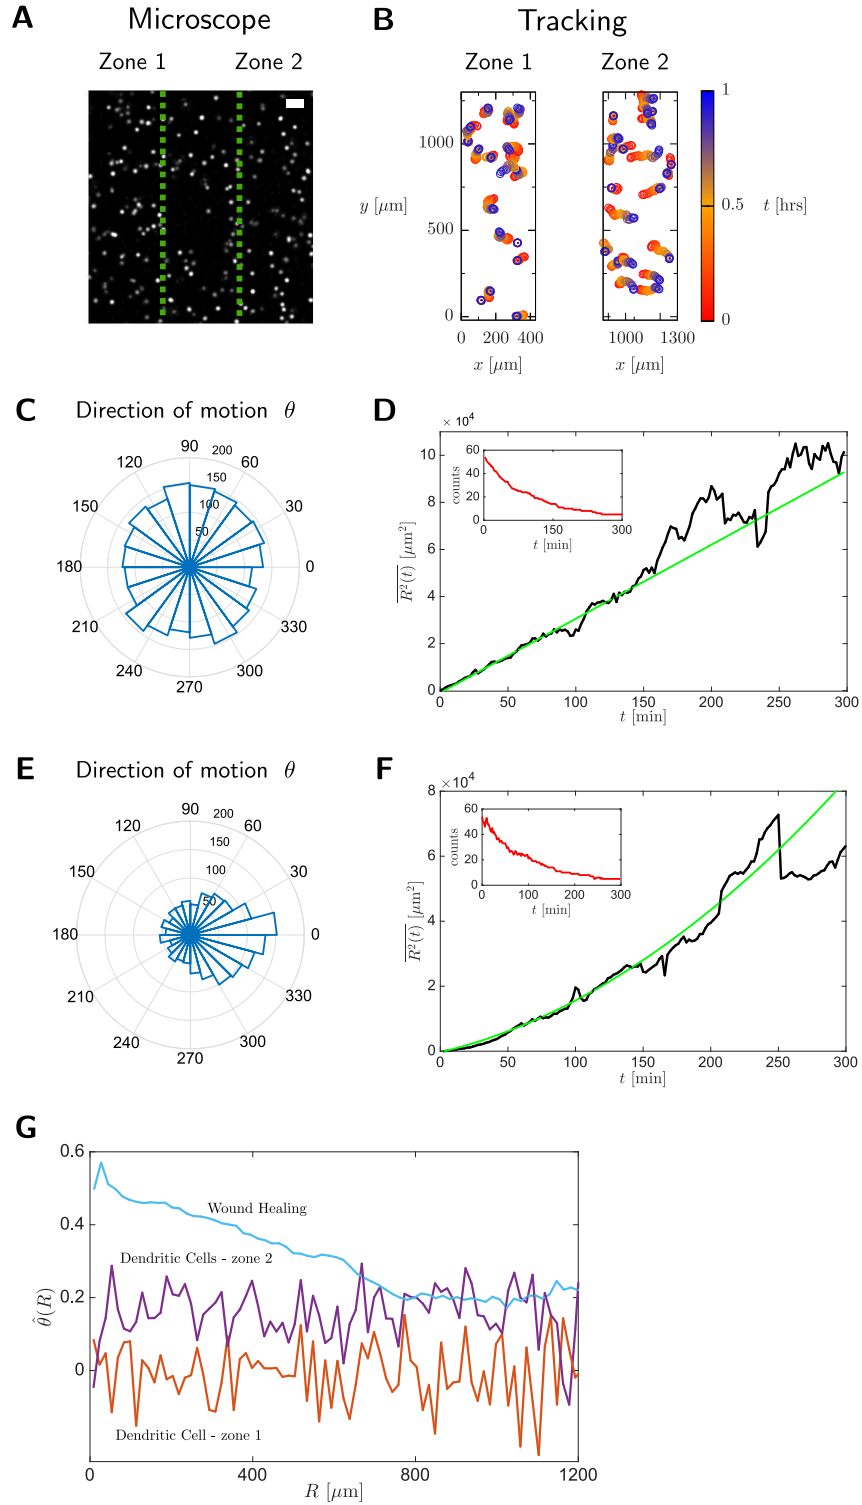 A
Microscope
Zone 1
Zone 2
B
Tracking
Zone 1
Zone 2
1000
500
0
y [μm]
0
200
400
x [μm]
1000
1300
x [μm]
1
0.5
0
t [hrs]
C
Direction of motion θ
90
60
30
0
330
300
270
240
210
180
150
120
200
150
100
50
D
× 10⁴
10
8
6
4
2
0
R²(t) [μm²]
0
50
100
150
200
250
300
t [min]
60
40
20
0
counts
0
150
300
t [min]
E
Direction of motion θ
90
60
30
0
330
300
270
240
210
180
150
120
200
150
100
50
F
×10⁴
8
6
4
2
0
R²(t) [μm²]
0
50
100
150
200
250
300
t [min]
60
40
20
0
counts
0
100
200
300
t [min]
G
0.6
0.4
0.2
0
θ̂(R)
Wound Healing
Dendritic Cells - zone 2
Dendritic Cell - zone 1
0
400
800
1200
R [μm]